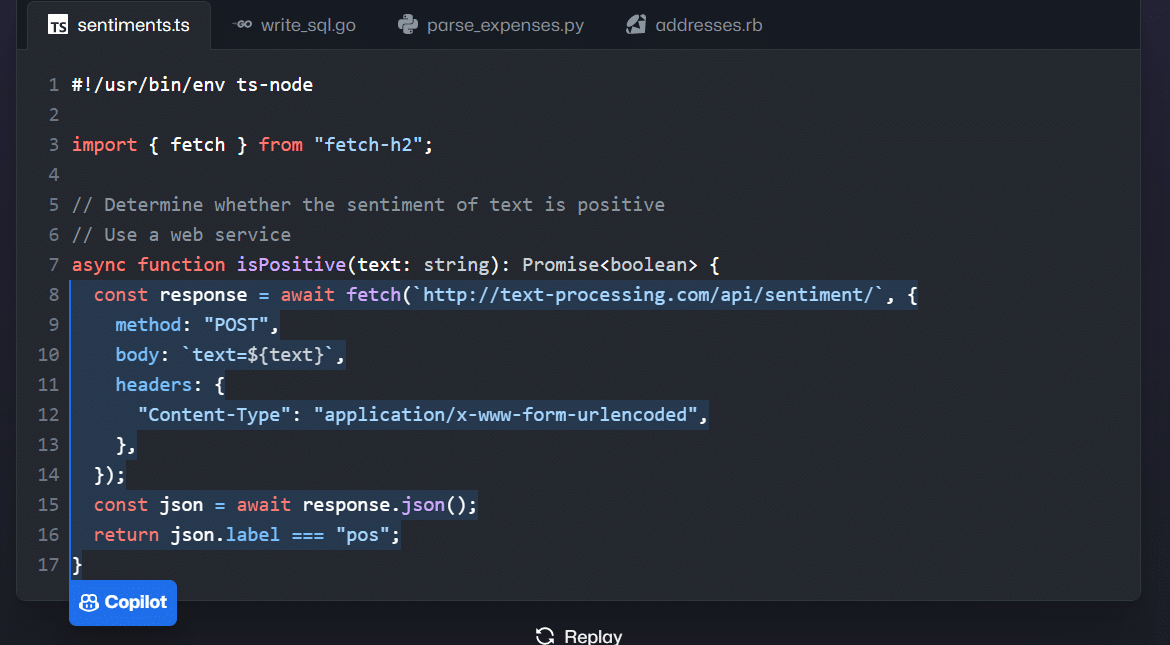 TS sentiments.ts GO write_sql.go parse_expenses.py addresses.rb
1 #!/usr/bin/env ts-node
2
3 import { fetch } from "fetch-h2";
4
5 // Determine whether the sentiment of text is positive
6 // Use a web service
7 async function isPositive(text: string): Promise<boolean> {
8   const response = await fetch(`http://text-processing.com/api/sentiment/`, {
9     method: "POST",
10     body: `text=${text}`,
11     headers: {
12       "Content-Type": "application/x-www-form-urlencoded",
13     },
14   });
15   const json = await response.json();
16   return json.label === "pos";
17 }
Copilot
Replay